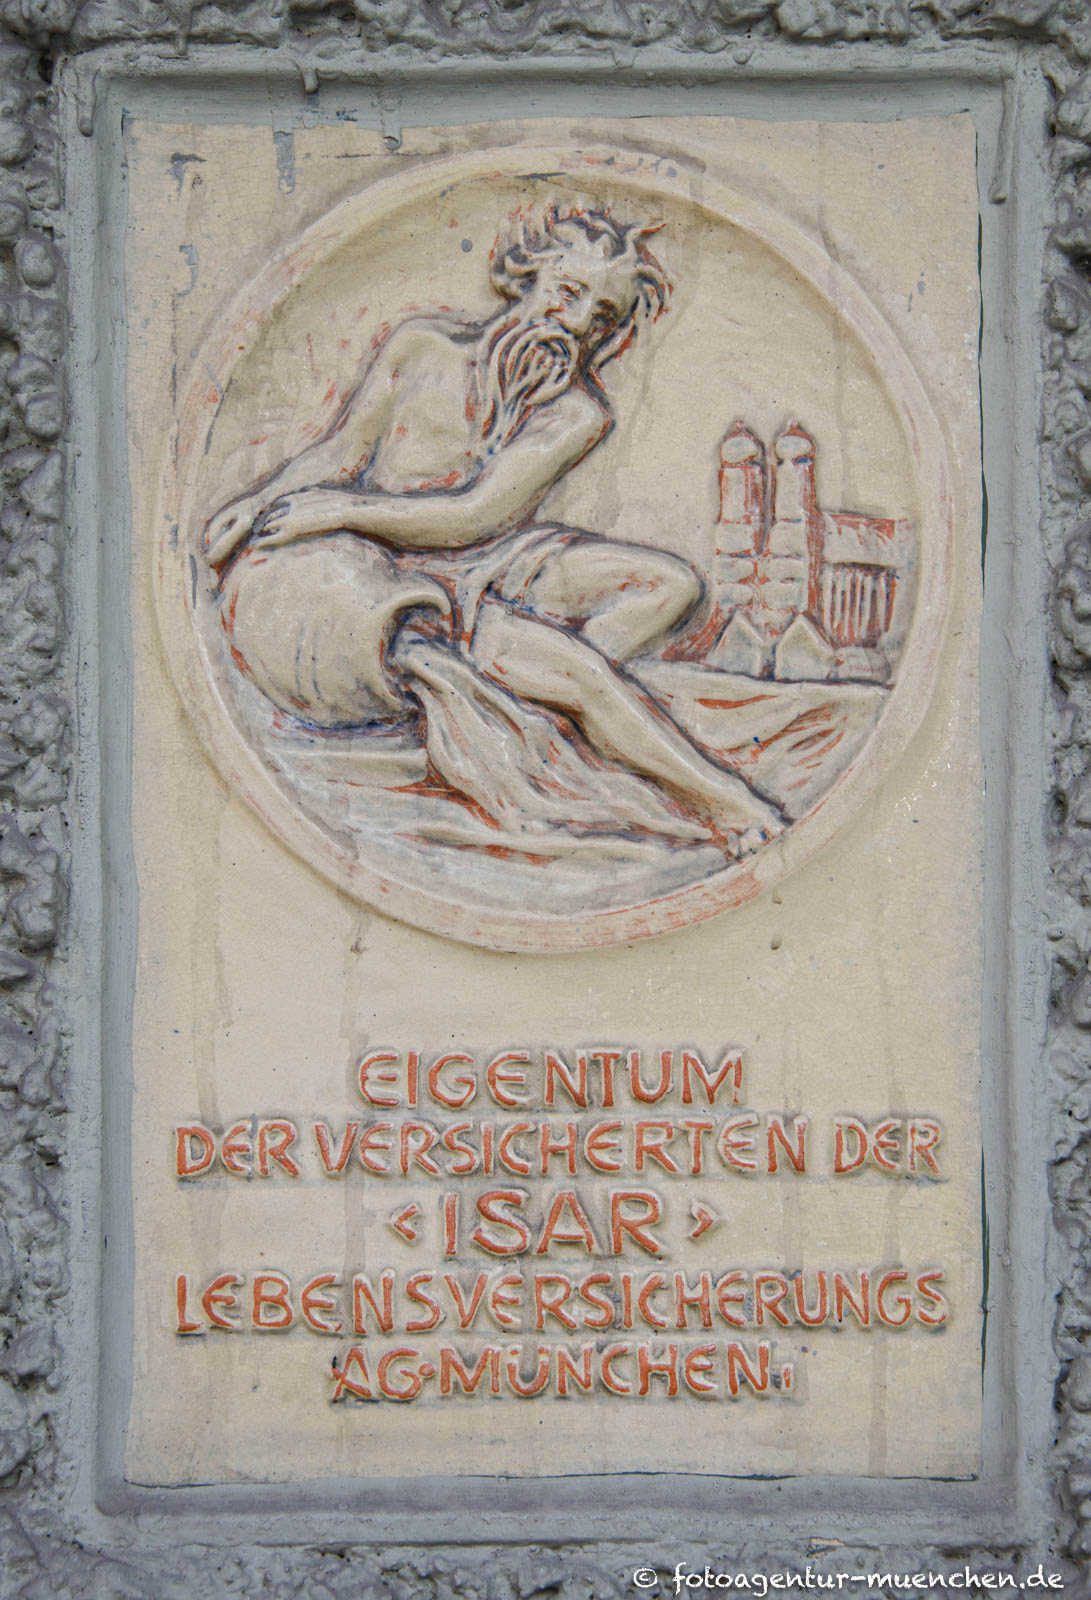 EIGENTUM
DER VERSICHERTEN DER
‹ISAR›
LEBENSVERSICHERUNGS
AG·MÜNCHEN.
© fotoagentur-muenchen.de